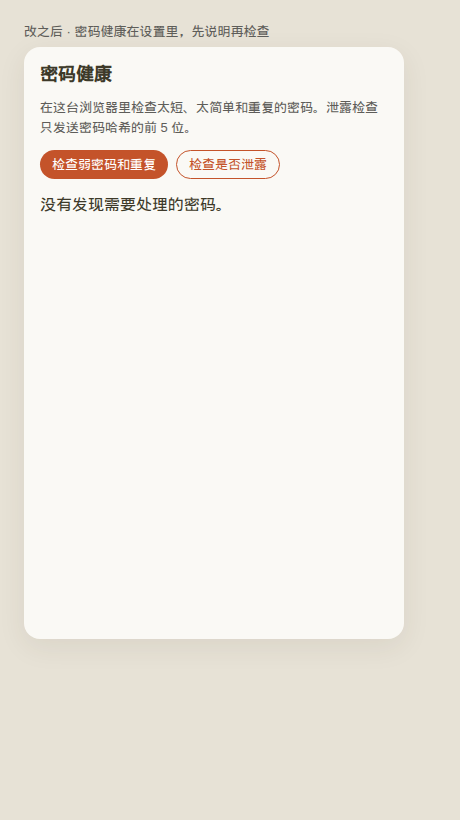 改之后 · 密码健康在设置里，先说明再检查
密码健康
在这台浏览器里检查太短、太简单和重复的密码。泄露检查
只发送密码哈希的前 5 位。
检查弱密码和重复
检查是否泄露
没有发现需要处理的密码。